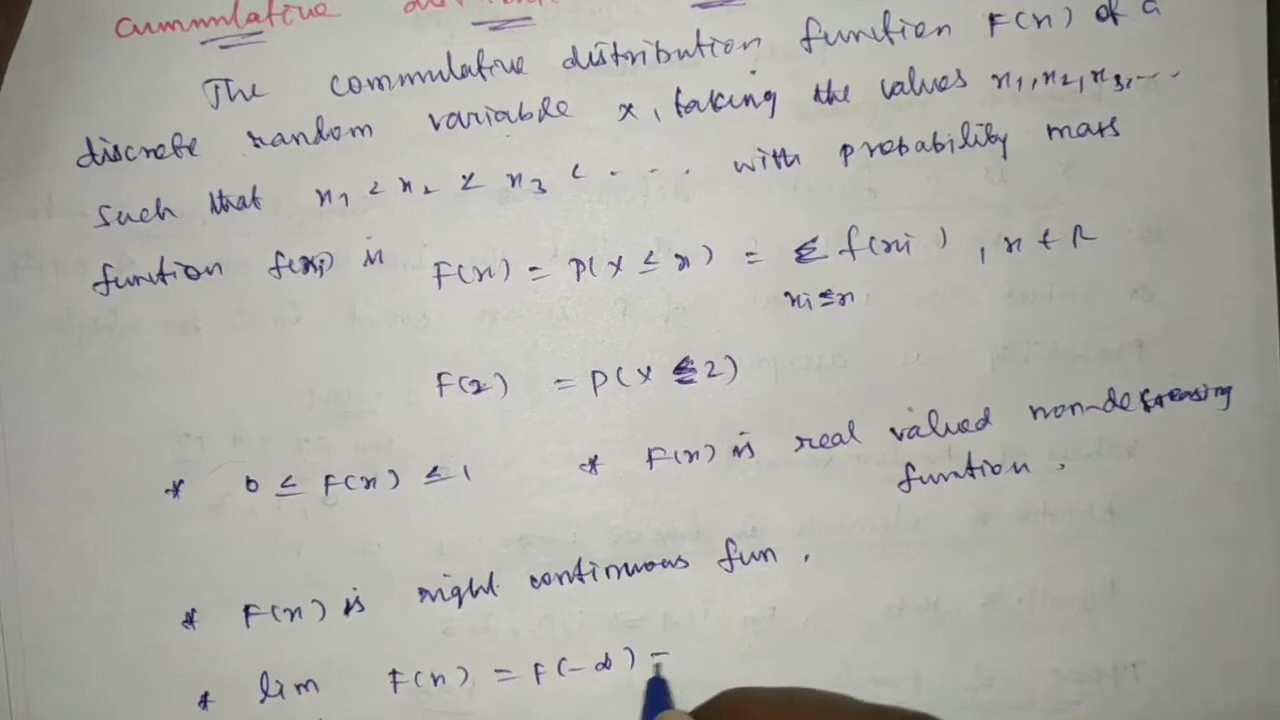 Cummulative
The commulative distribution function F(x) of a
discrete random variable x, taking the values x1, x2, x3, ...
such that x1 < x2 < x3 < .... with probability mass
function f(xi) is F(x) = P(X ≤ x) = Σ f(xi), x ∈ R
xi≤x
F(2) = P(X ≤ 2)
* 0 ≤ F(x) ≤ 1 * F(x) is real valued non-decreasing
function.
* F(x) is right continuous fun.
* lim F(x) = F(-∞) =